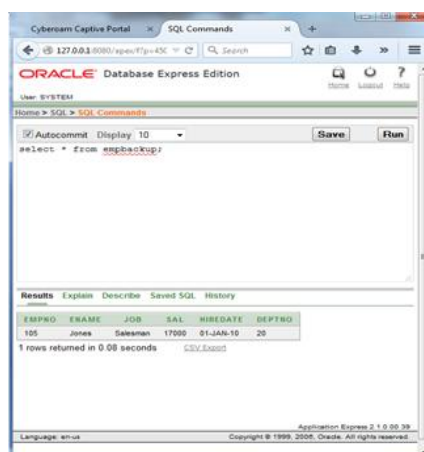 Cyberoam Captive Portal × SQL Commands × +
127.0.0.1:8080/apex/f?p=450 Search
ORACLE Database Express Edition
Home Logout Help
User: SYSTEM
Home > SQL > SQL Commands
Autocommit Display 10 Save Run
select * from empbackup;
Results Explain Describe Saved SQL History
EMPNO ENAME JOB SAL HIREDATE DEPTNO
105 Jones Salesman 17000 01-JAN-10 20
1 rows returned in 0.08 seconds CSV Export
Application Express 2.1.0.00.39
Language: en-us Copyright © 1999, 2006, Oracle. All rights reserved.